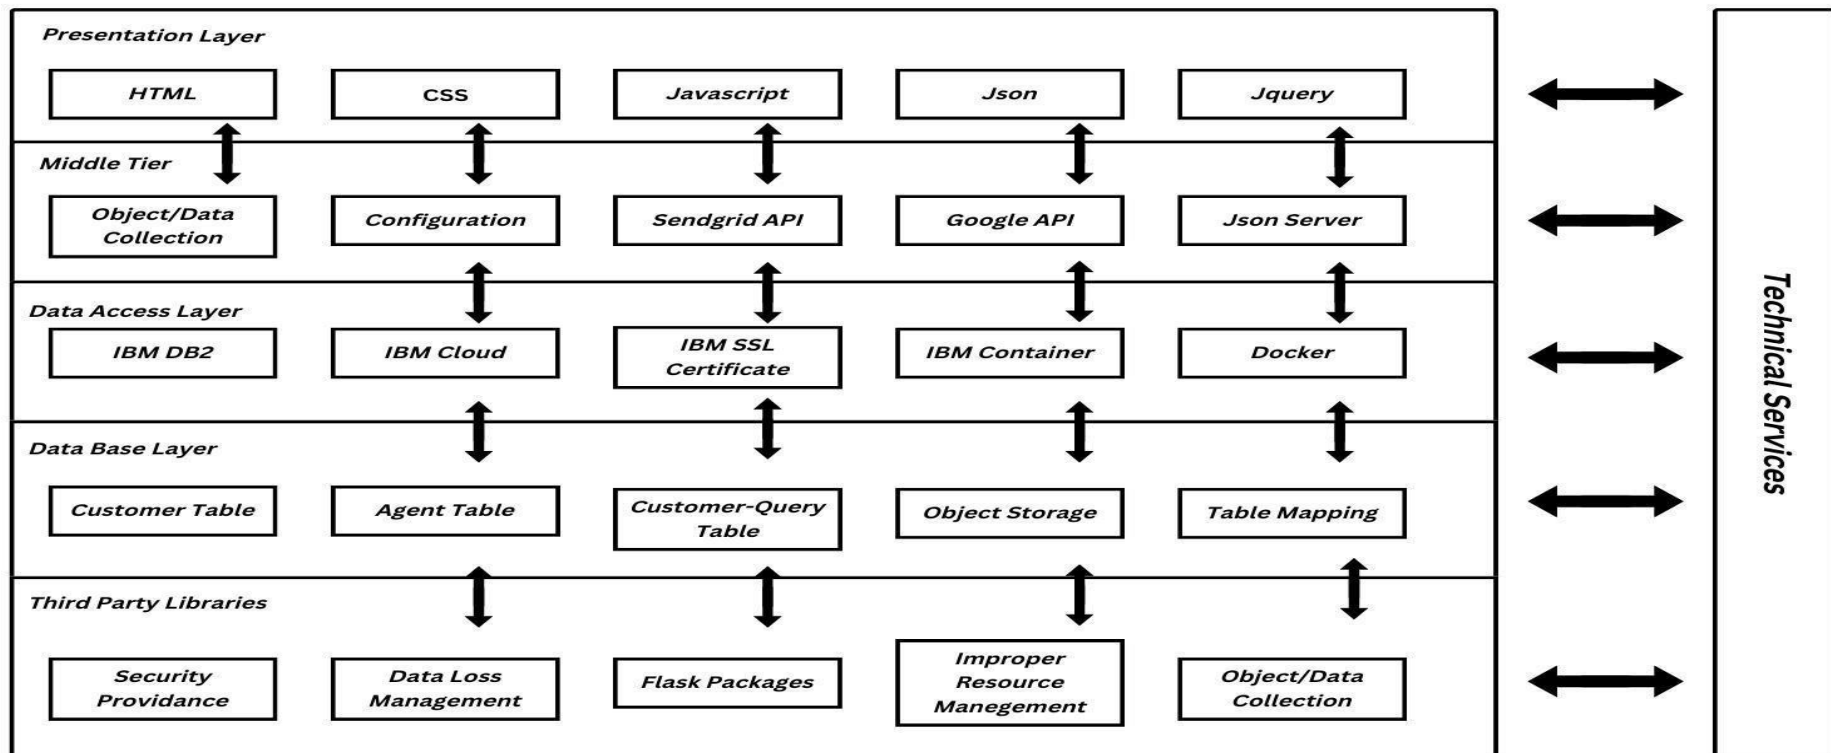 Presentation Layer
HTML
CSS
Javascript
Json
Jquery
Middle Tier
Object/Data
Collection
Configuration
Sendgrid API
Google API
Json Server
Data Access Layer
IBM DB2
IBM Cloud
IBM SSL
Certificate
IBM Container
Docker
Data Base Layer
Customer Table
Agent Table
Customer-Query
Table
Object Storage
Table Mapping
Third Party Libraries
Security
Providance
Data Loss
Management
Flask Packages
Improper
Resource
Manegement
Object/Data
Collection
Technical Services